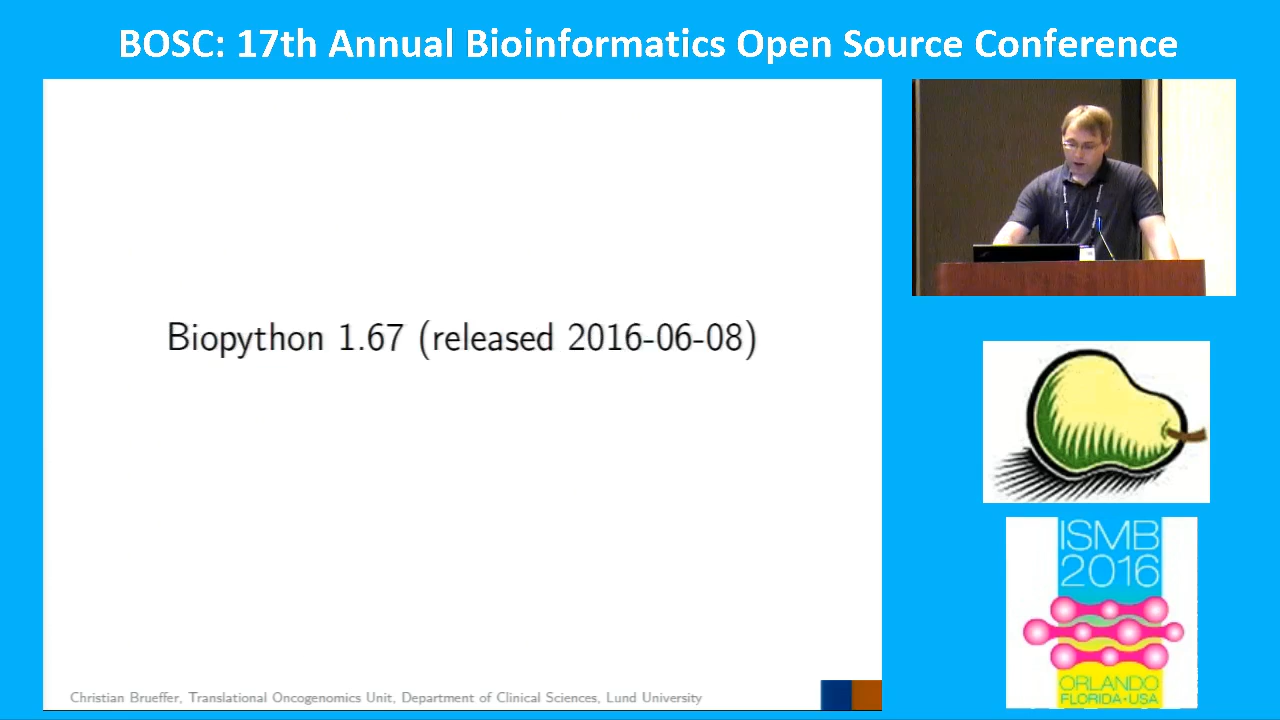 BOSC: 17th Annual Bioinformatics Open Source Conference
Biopython 1.67 (released 2016-06-08)
Christian Brueffer, Translational Oncogenomics Unit, Department of Clinical Sciences, Lund University
ISMB
2016
ORLANDO
FLORIDA•USA